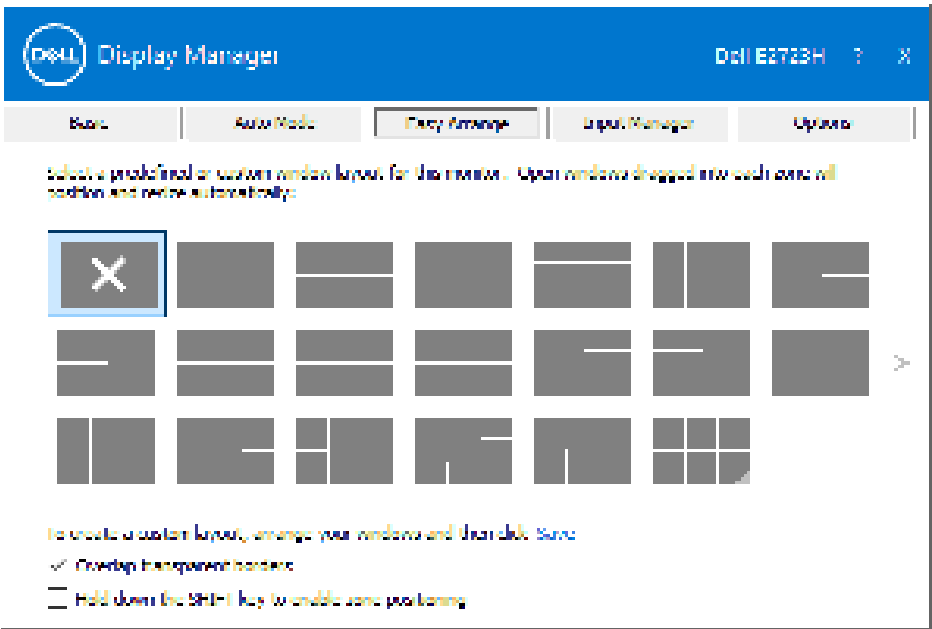 DELL Display Manager
Dell E2723H ? X
Basic Auto Mode Easy Arrange Input Manager Options
Select a predefined or custom window layout for this monitor. Open windows dragged into each zone will
position and resize automatically:
To create a custom layout, arrange your windows and then click Save
Overlap transparent borders
Hold down the SHIFT key to enable zone positioning